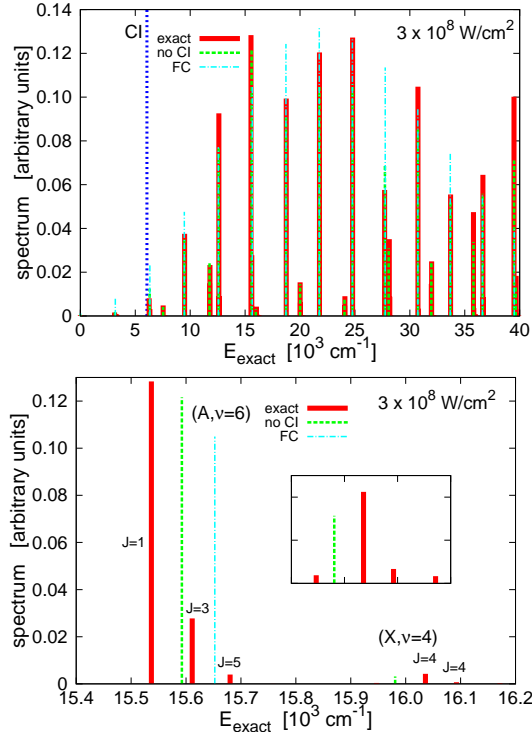 CI
exact
no CI
FC
3 x 10⁸ W/cm²
spectrum [arbitrary units]
0.14
0.12
0.10
0.08
0.06
0.04
0.02
0
0 5 10 15 20 25 30 35 40
E_exact [10³ cm⁻¹]
exact
no CI
FC
3 x 10⁸ W/cm²
(A,ν=6)
spectrum [arbitrary units]
0.12
0.10
0.08
0.06
0.04
0.02
0
J=1
J=3
J=5
(X,ν=4)
J=4
J=4
15.4 15.5 15.6 15.7 15.8 15.9 16.0 16.1 16.2
E_exact [10³ cm⁻¹]